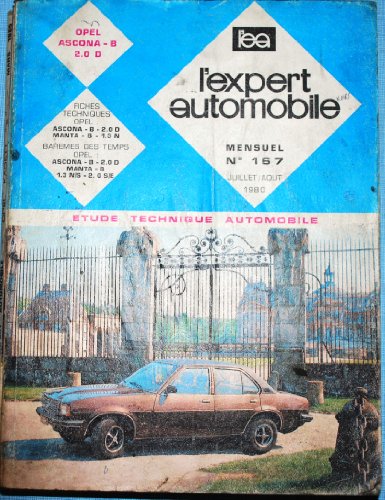 OPEL
ASCONA - B
2.0 D
l'ea
l'expert
automobile
FICHES
TECHNIQUES
OPEL
ASCONA - B - 2.0 D
MANTA - B - 1.3 N
BAREMES DES TEMPS
OPEL
ASCONA - B - 2.0 D
MANTA - B
1.3 N/S - 2.0 S/E
MENSUEL
N° 157
JUILLET/AOUT
1980
ETUDE TECHNIQUE AUTOMOBILE